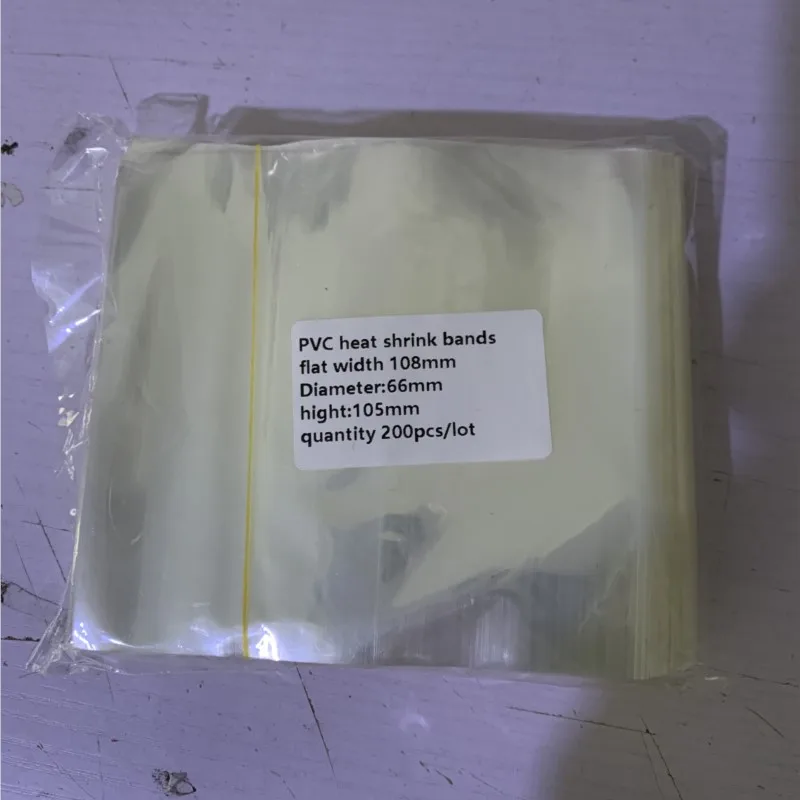 PVC heat shrink bands
flat width 108mm
Diameter:66mm
hight:105mm
quantity 200pcs/lot